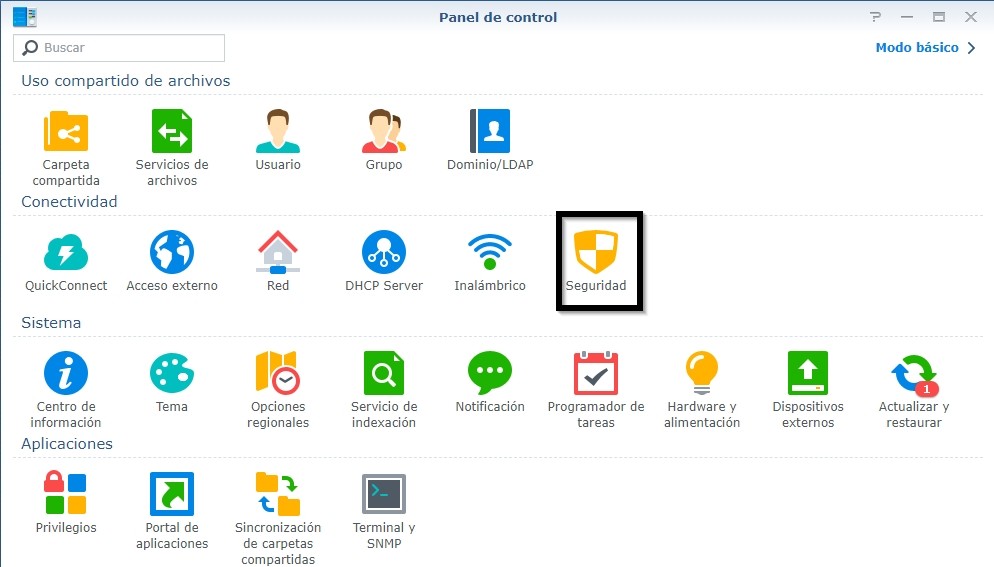 Panel de control
Buscar
Modo básico
Uso compartido de archivos
Carpeta compartida
Servicios de archivos
Usuario
Grupo
Dominio/LDAP
Conectividad
QuickConnect
Acceso externo
Red
DHCP Server
Inalámbrico
Seguridad
Sistema
Centro de información
Tema
Opciones regionales
Servicio de indexación
Notificación
Programador de tareas
Hardware y alimentación
Dispositivos externos
1
Actualizar y restaurar
Aplicaciones
Privilegios
Portal de aplicaciones
Sincronización de carpetas compartidas
Terminal y SNMP